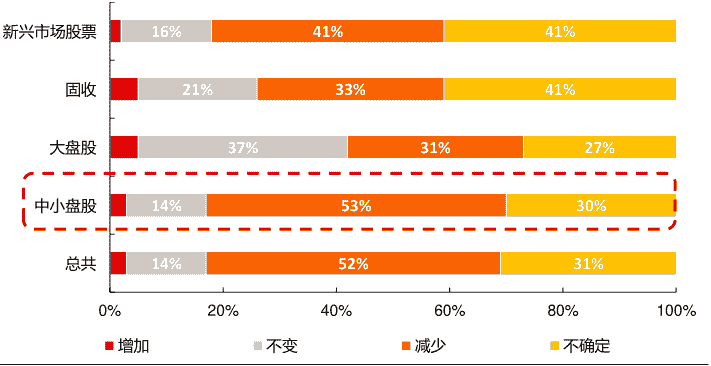 新兴市场股票 16% 41% 41%
固收 21% 33% 41%
大盘股 37% 31% 27%
中小盘股 14% 53% 30%
总共 14% 52% 31%
0% 20% 40% 60% 80% 100%
增加 不变 减少 不确定